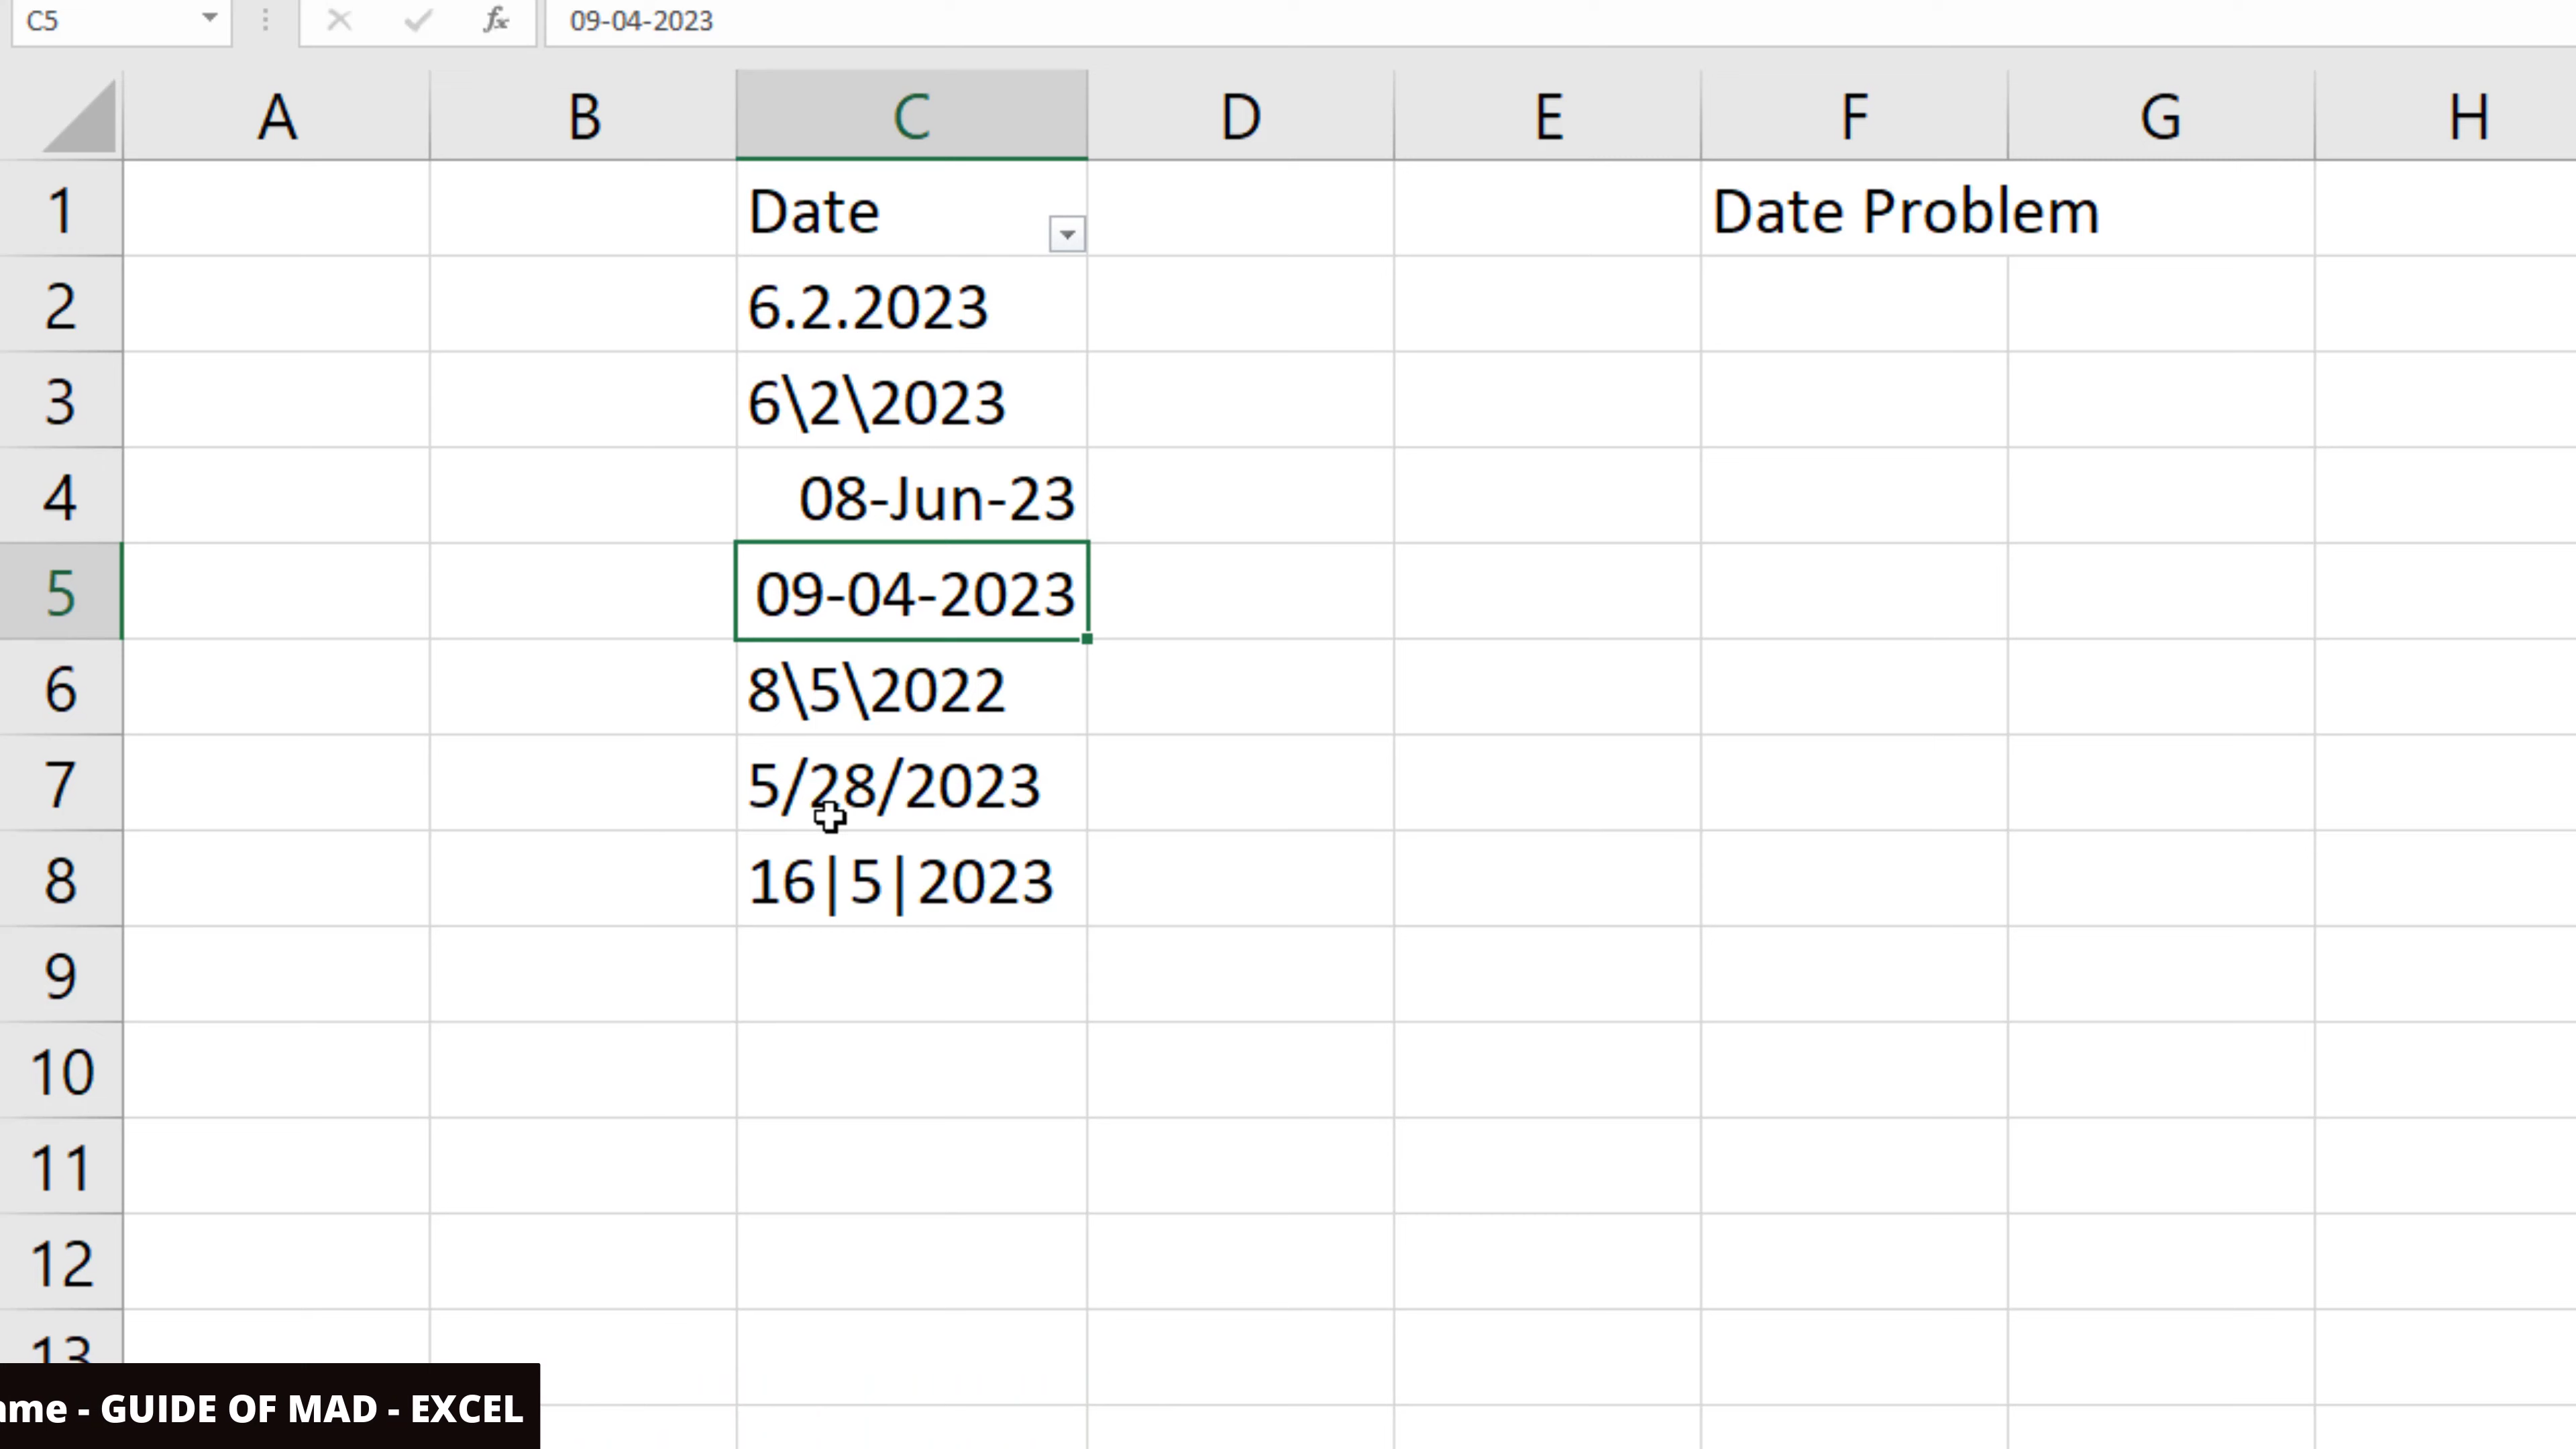 C5 fx 09-04-2023
A B C D E F G H
1 Date Date Problem
2 6.2.2023
3 6\2\2023
4 08-Jun-23
5 09-04-2023
6 8\5\2022
7 5/28/2023
8 16|5|2023
9
10
11
12
13
- GUIDE OF MAD - EXCEL